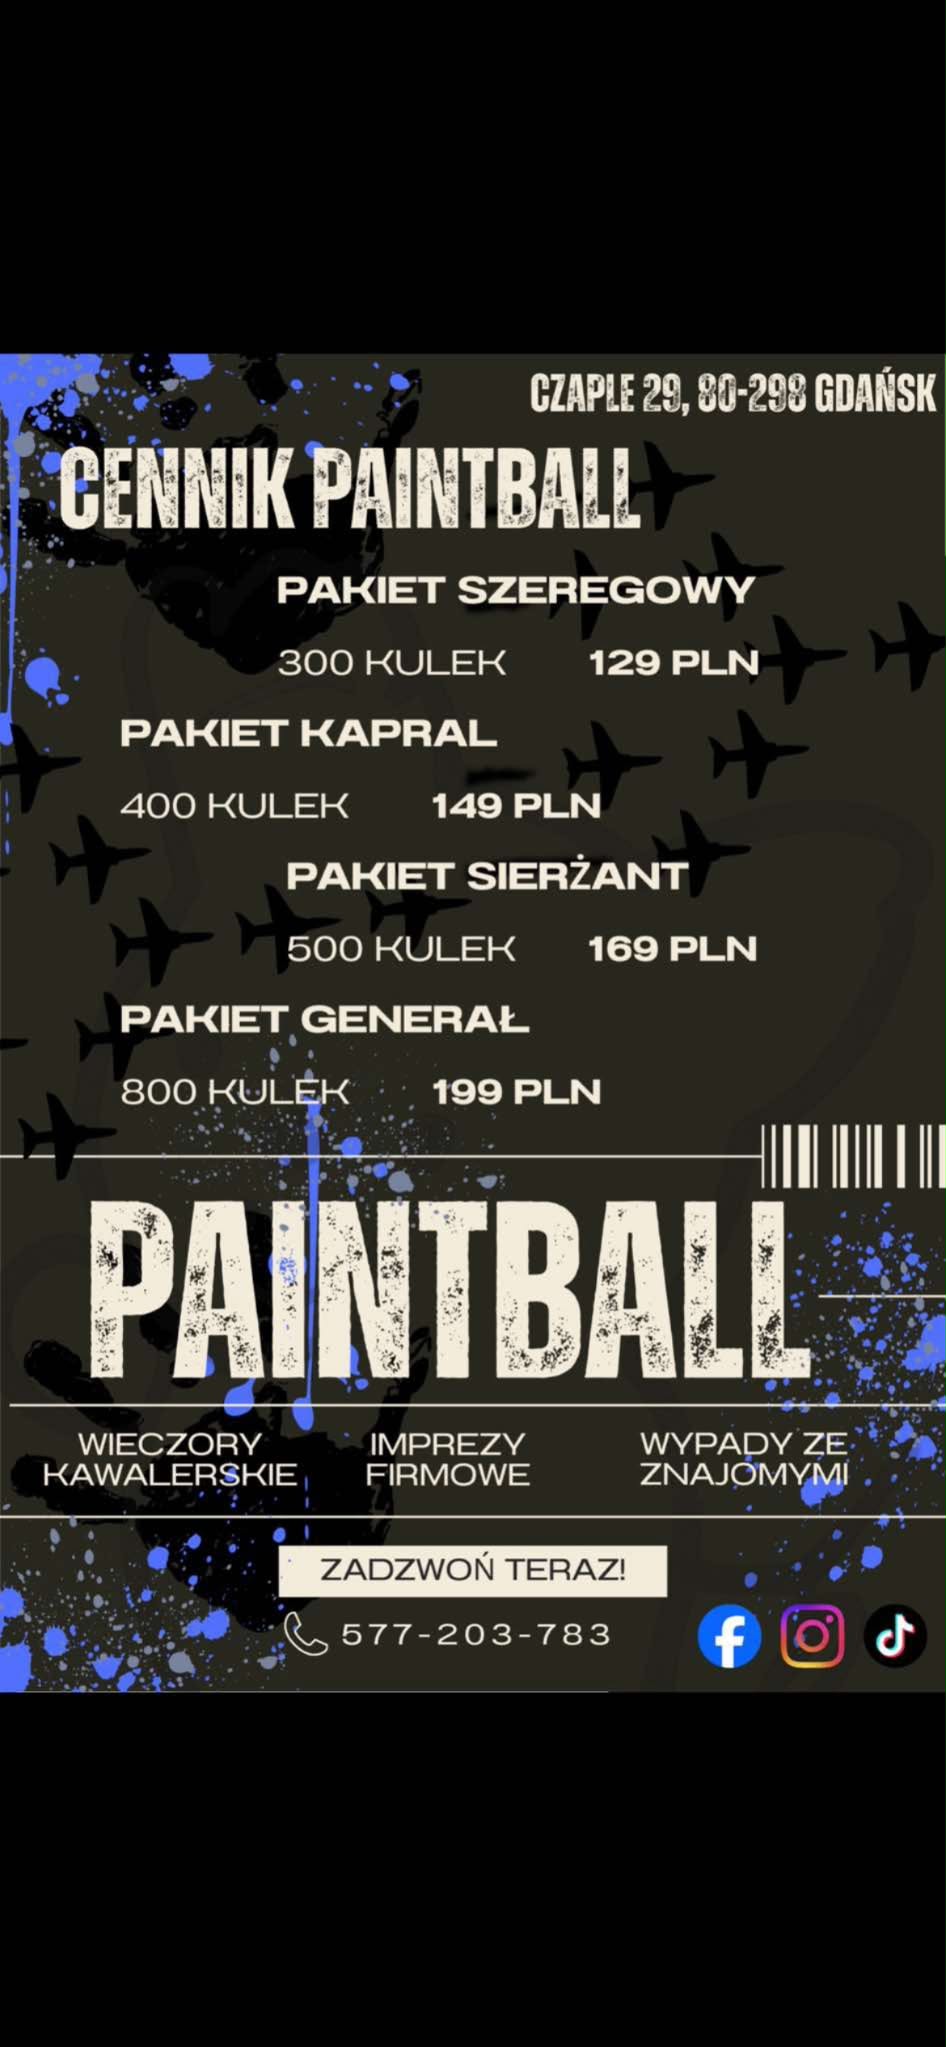 CZAPLE 29, 80-298 GDAŃSK
CENNIK PAINTBALL
PAKIET SZEREGOWY
300 KULEK 129 PLN
PAKIET KAPRAL
400 KULEK 149 PLN
PAKIET SIERŻANT
500 KULEK 169 PLN
PAKIET GENERAŁ
800 KULEK 199 PLN
PAINTBALL
WIECZORY
KAWALERSKIE
IMPREZY
FIRMOWE
WYPADY ZE
ZNAJOMYMI
ZADZWOŃ TERAZ!
577-203-783